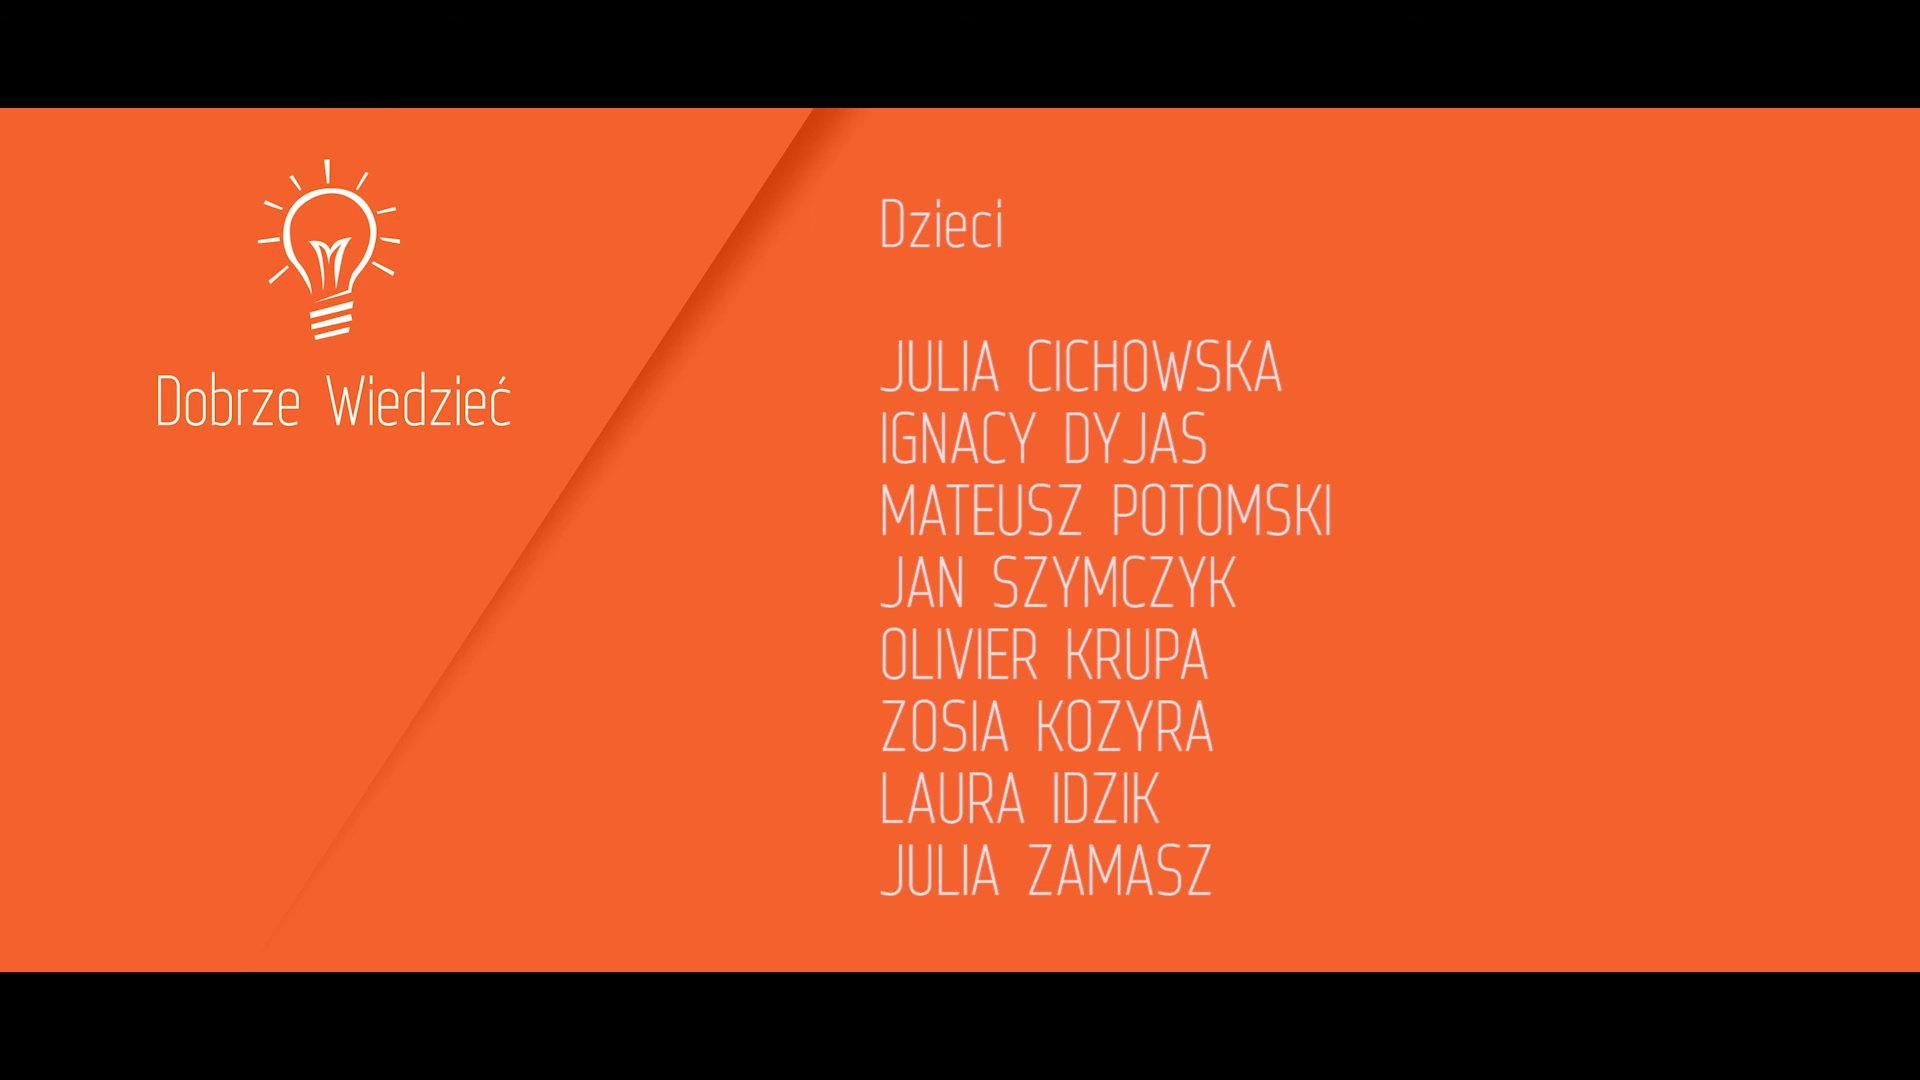 Dobrze Wiedzieć
Dzieci
JULIA CICHOWSKA
IGNACY DYJAS
MATEUSZ POTOMSKI
JAN SZYMCZYK
OLIVIER KRUPA
ZOSIA KOZYRA
LAURA IDZIK
JULIA ZAMASZ